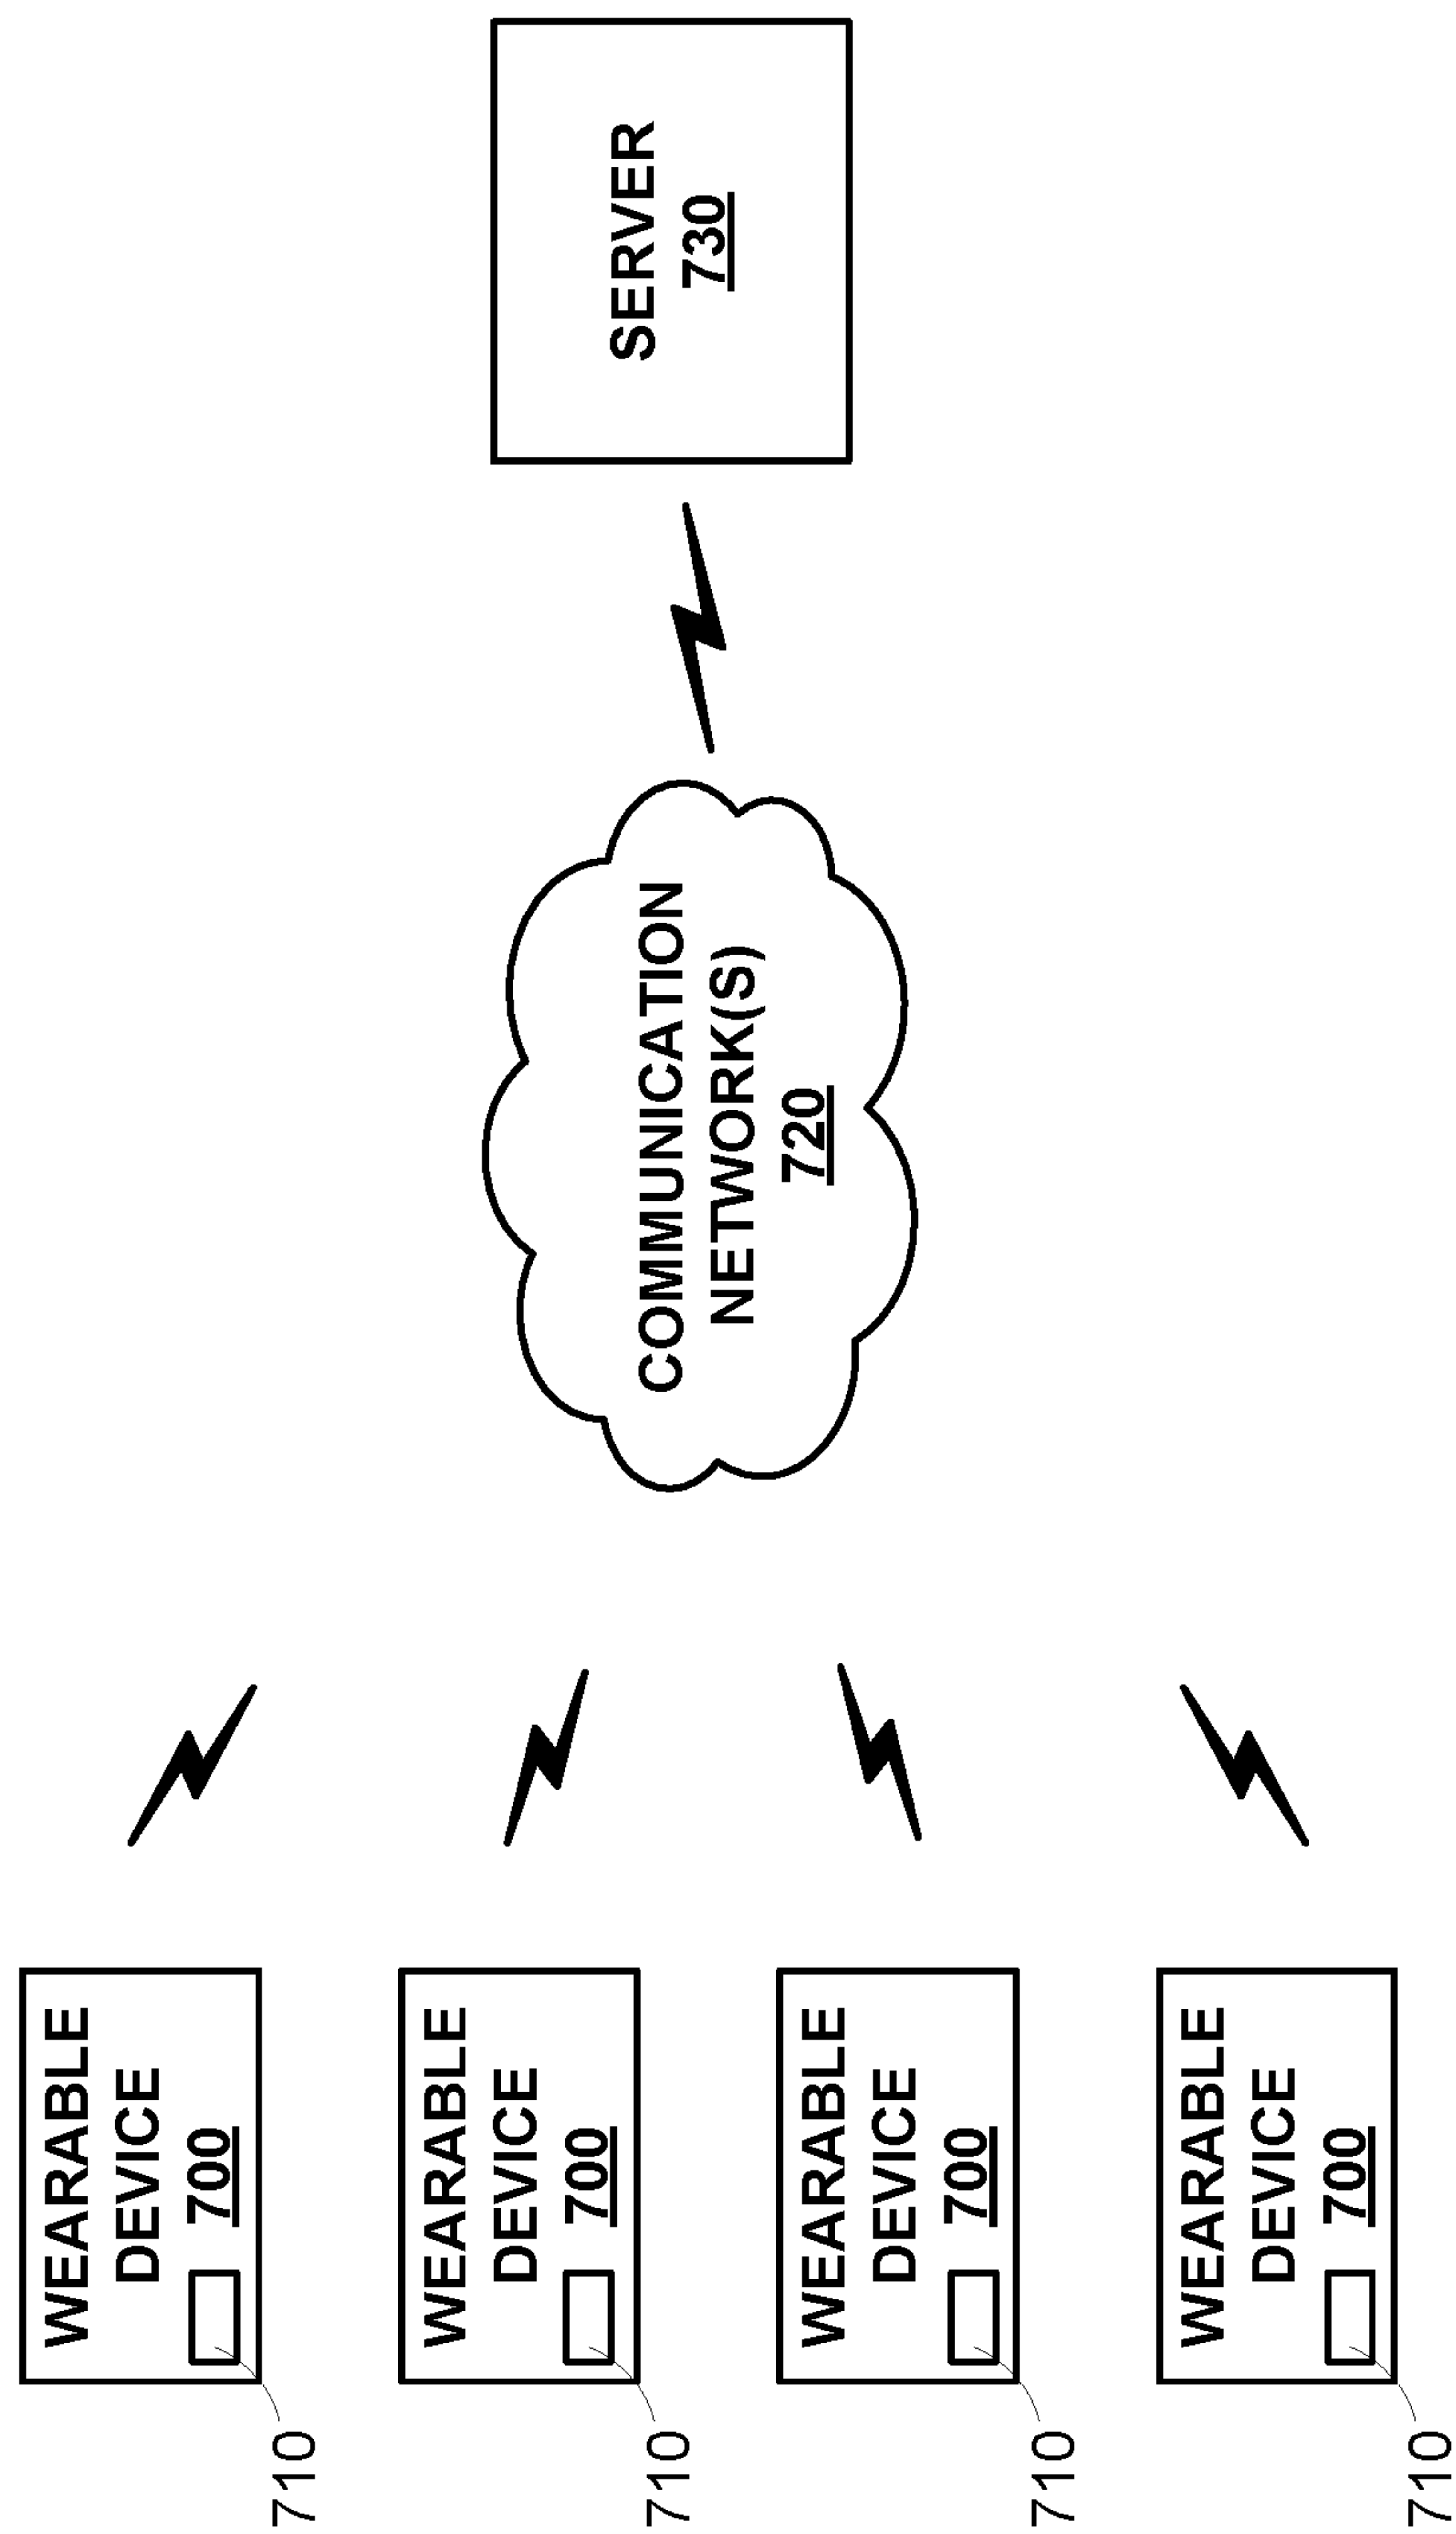 WEARABLE
DEVICE
700
710
WEARABLE
DEVICE
700
710
WEARABLE
DEVICE
700
710
WEARABLE
DEVICE
700
710
COMMUNICATION
NETWORK(S)
720
SERVER
730